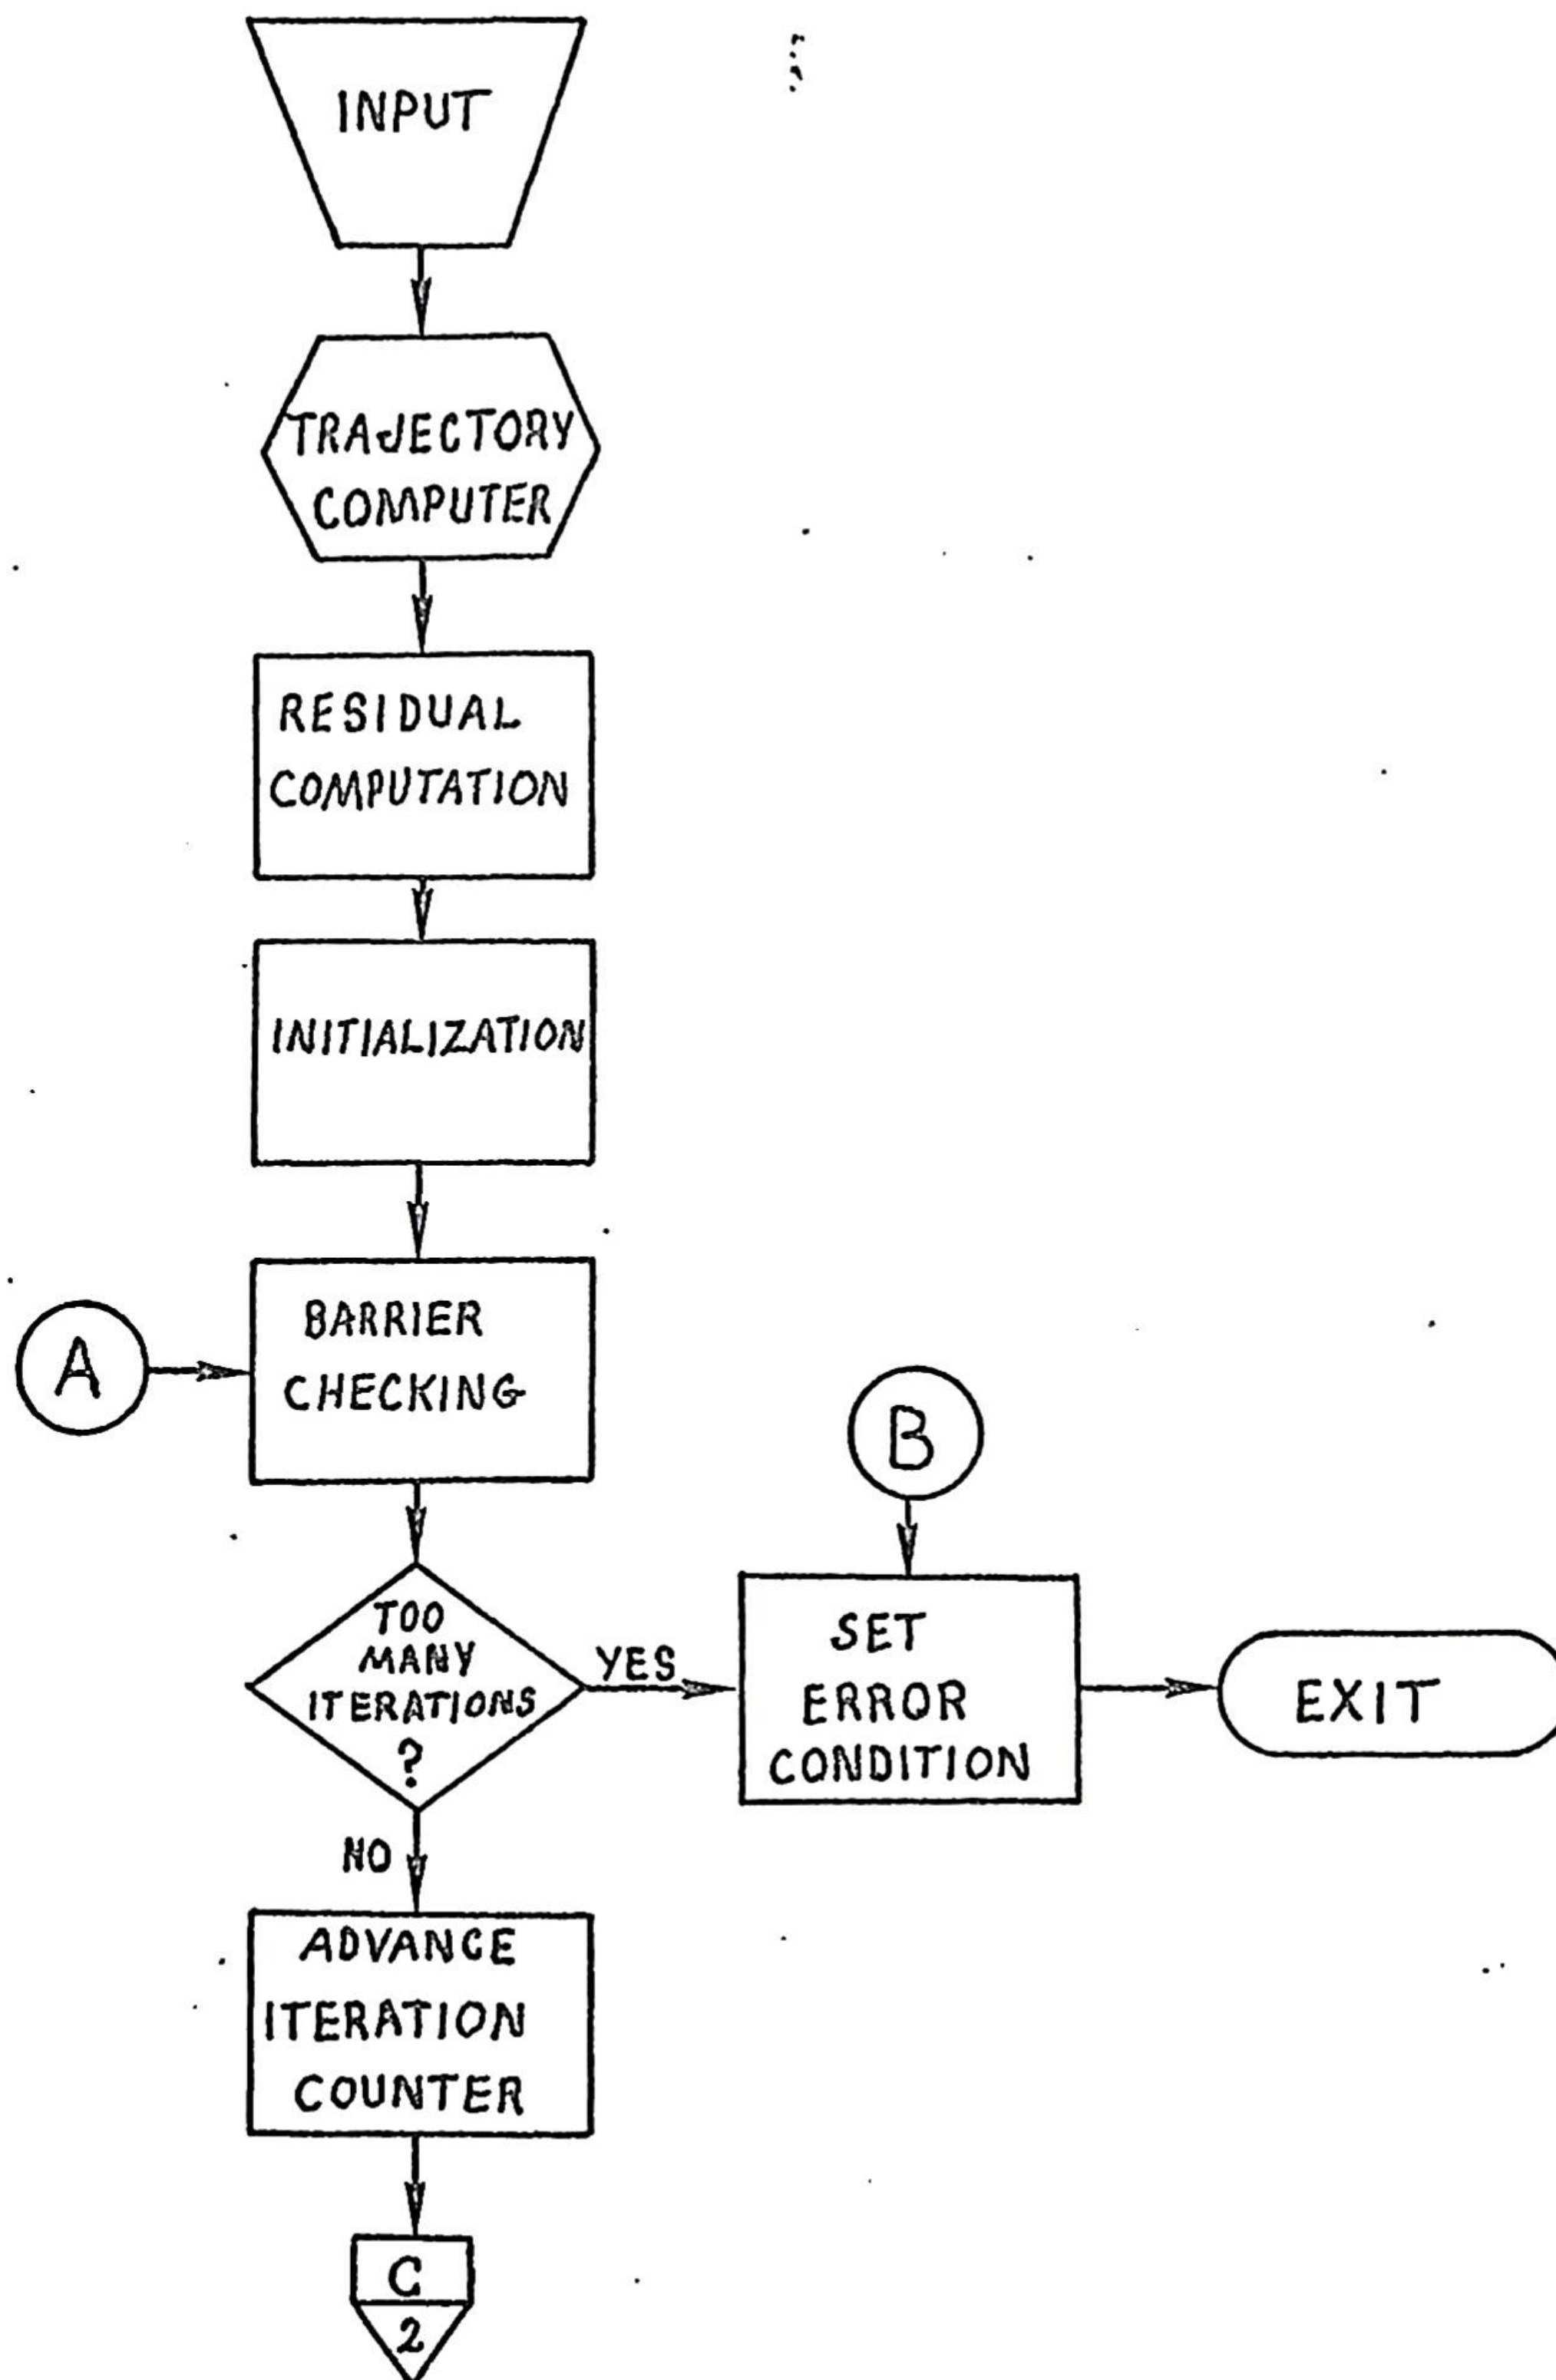 INPUT
TRAJECTORY
COMPUTER
RESIDUAL
COMPUTATION
INITIALIZATION
A
BARRIER
CHECKING
B
TOO
MANY
ITERATIONS
?
YES
SET
ERROR
CONDITION
EXIT
NO
ADVANCE
ITERATION
COUNTER
C
2